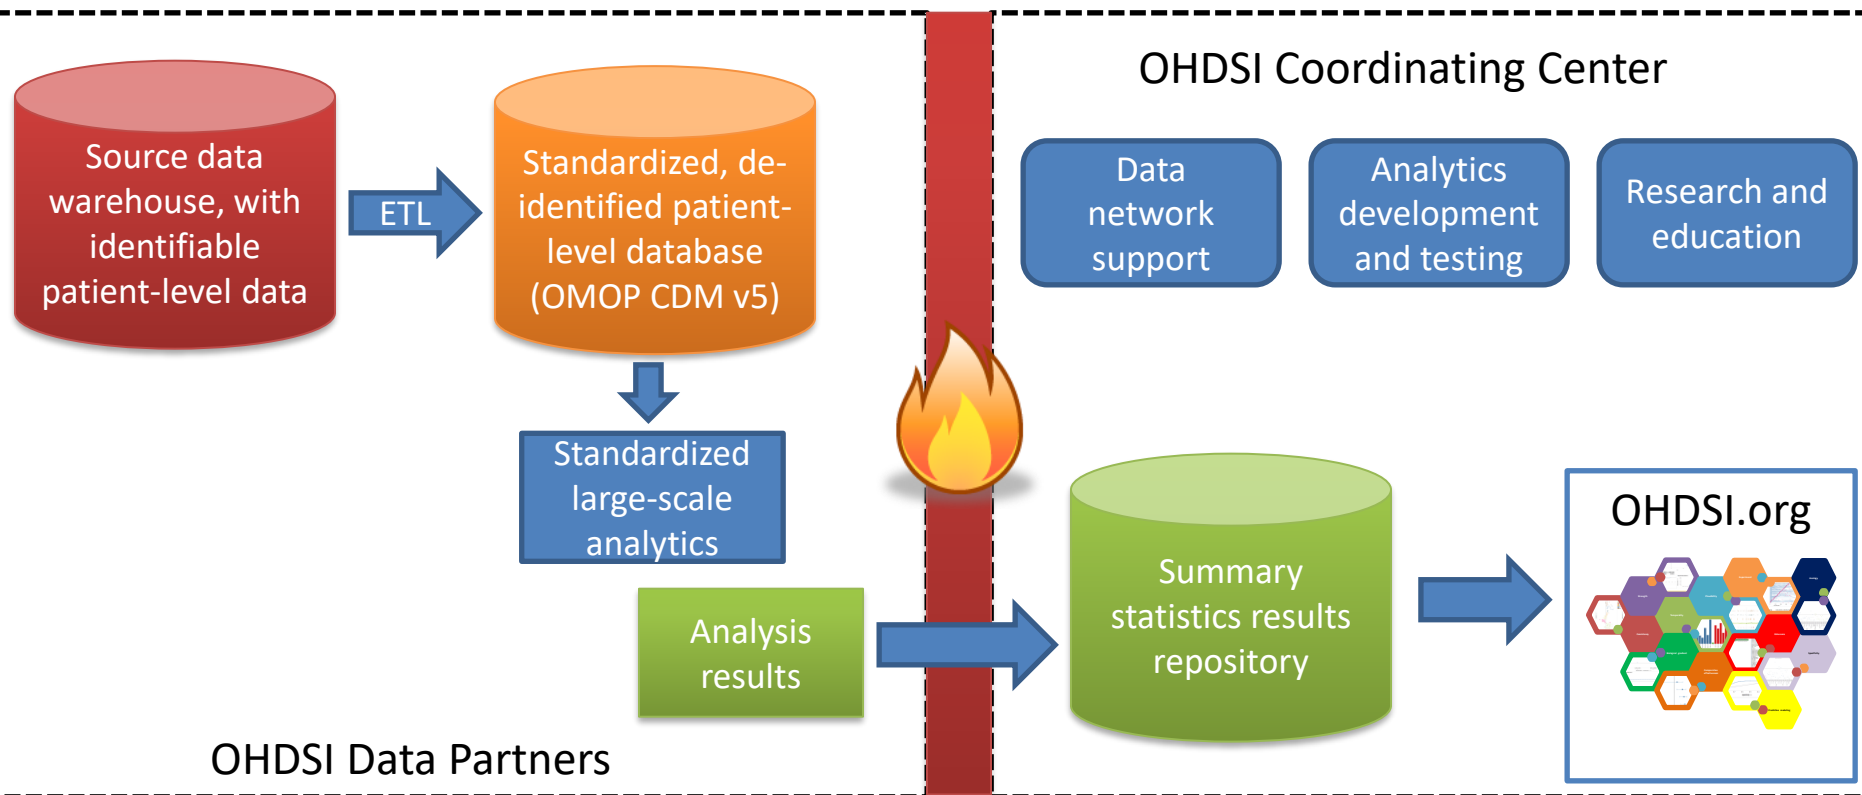 Source data
warehouse, with
identifiable
patient-level data
ETL
Standardized, de-
identified patient-
level database
(OMOP CDM v5)
Standardized
large-scale
analytics
Analysis
results
OHDSI Data Partners
OHDSI Coordinating Center
Data
network
support
Analytics
development
and testing
Research and
education
Summary
statistics results
repository
OHDSI.org